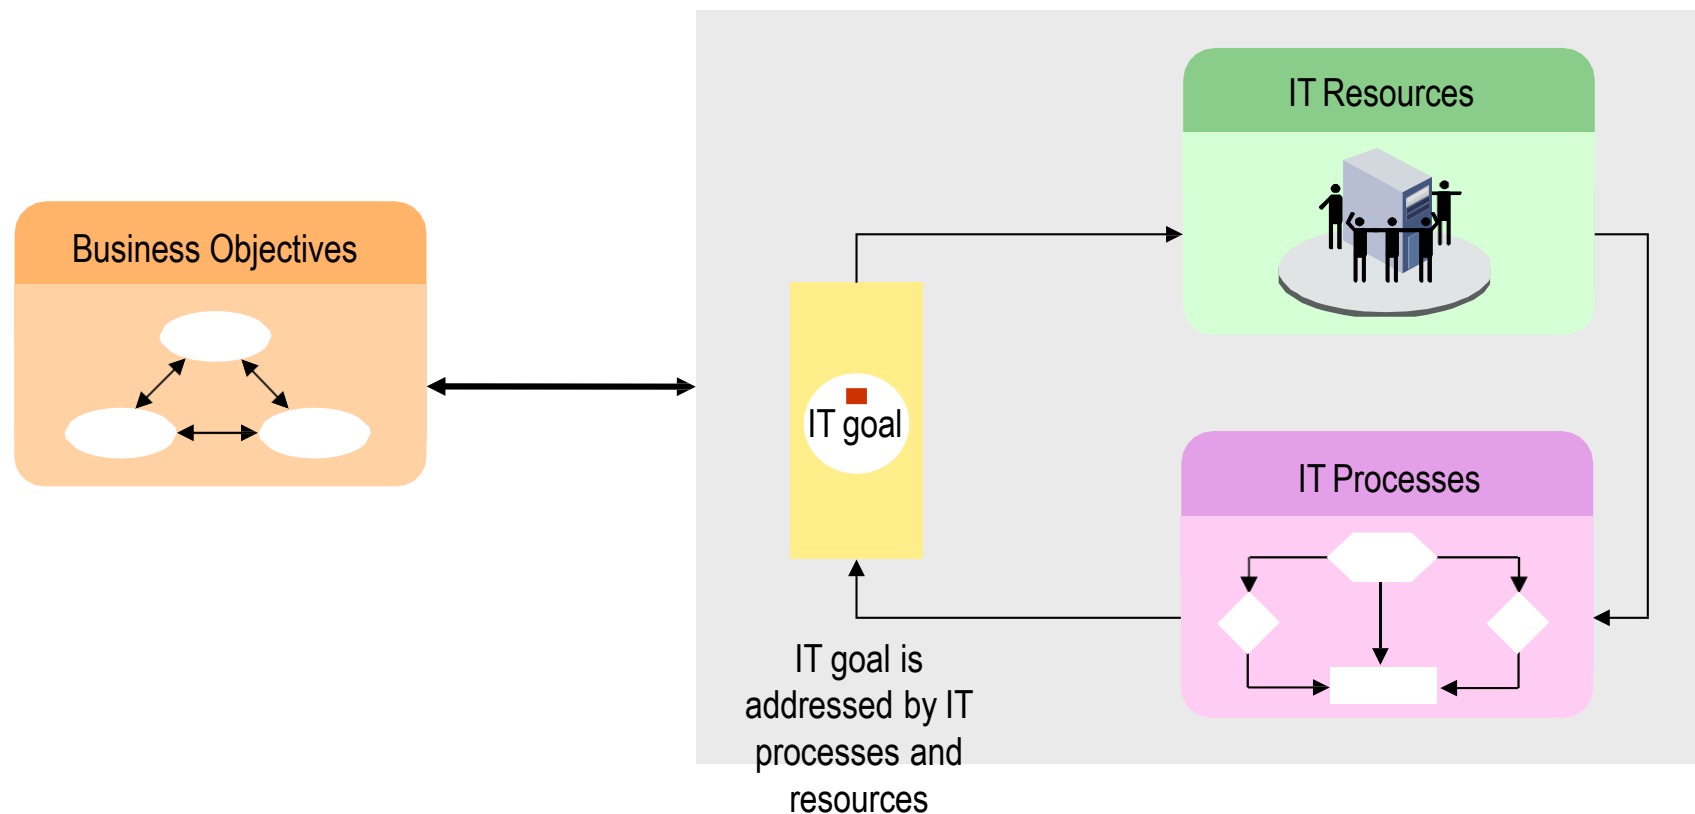 Business Objectives
IT Resources
IT goal
IT Processes
IT goal is
addressed by IT
processes and
resources